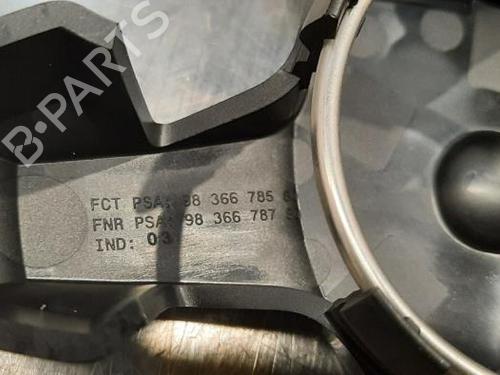 B-PARTS
FCT PSA: 98 366 785
FNR PSA: 98 366 787
IND: 03